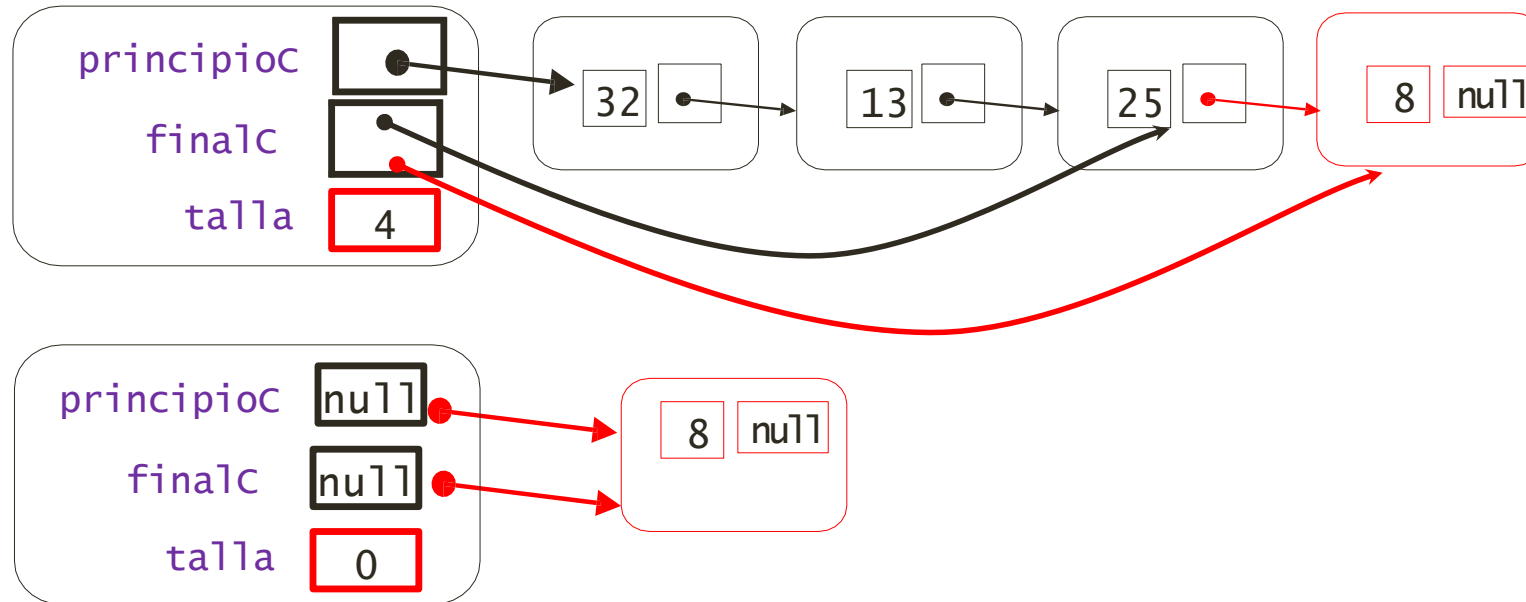 principioC
32
13
25
8 null
finalC
talla 4
principioC null
8 null
finalC null
talla 0